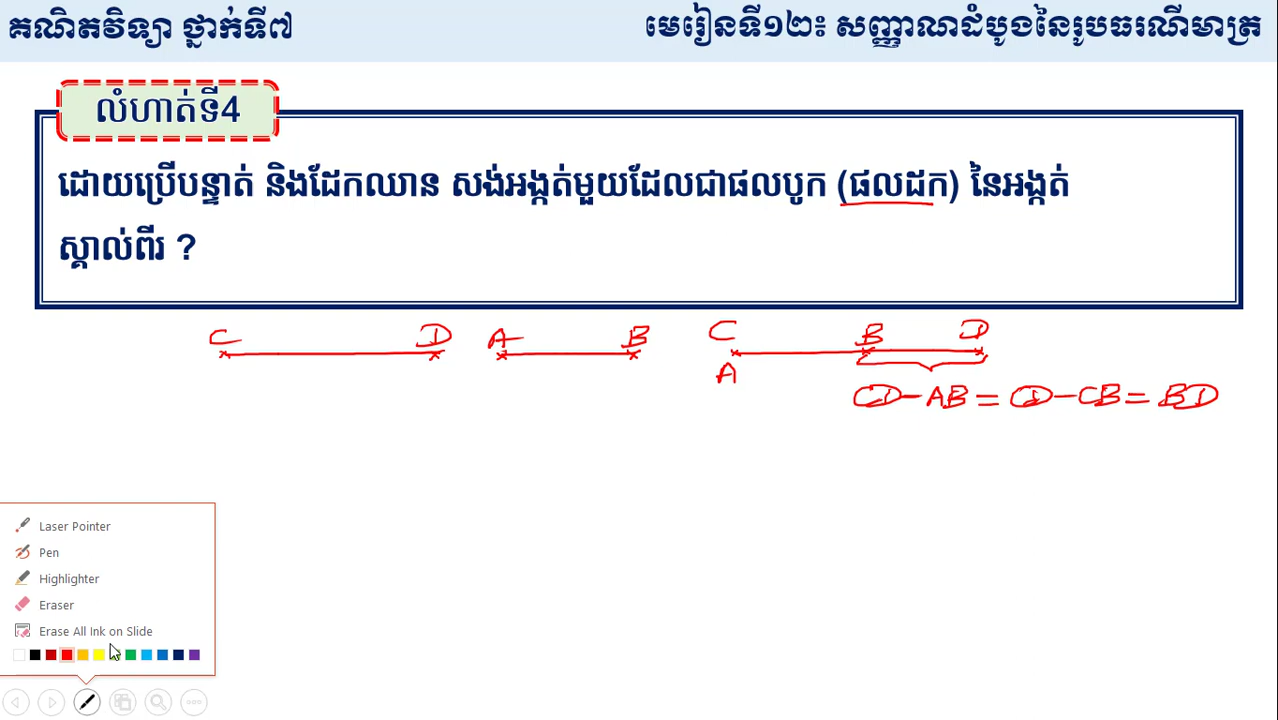 គណិតវិទ្យា ថ្នាក់ទី៧
មេរៀនទី១២៖ សញ្ញាណដំបូងនៃរូបធរណីមាត្រ
លំហាត់ទី4
ដោយប្រើបន្ទាត់ និងដែកឈាន សង់អង្កត់មួយដែលជាផលបូក (ផលដក) នៃអង្កត់
ស្គាល់ពីរ ?
C D A B C B D
A
CD-AB=CD-CB=BD
Laser Pointer
Pen
Highlighter
Eraser
Erase All Ink on Slide